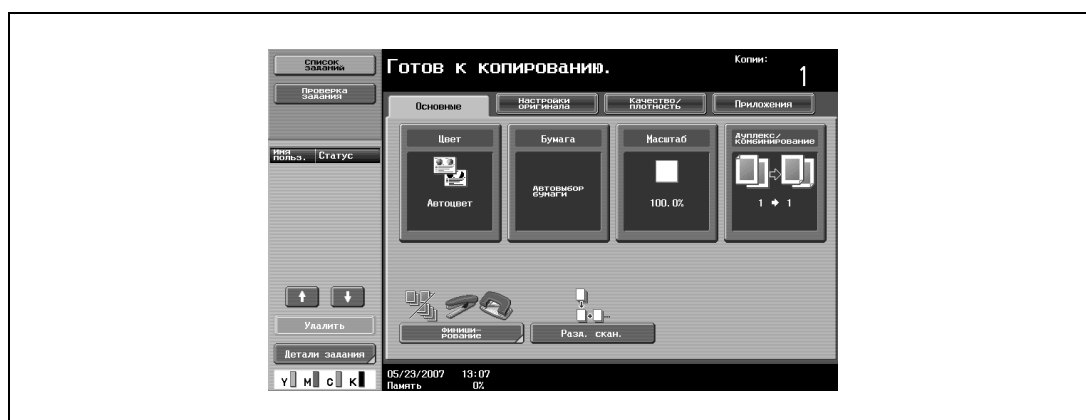 Список
заданий
Готов к копированию.
Копии:
1
Проверка
задания
Основные
Настройки
оригинала
Качество/
плотность
Приложения
Имя
польз.
Статус
Цвет
Автоцвет
Бумага
Автовыбор
бумаги
Масштаб
100.0%
Дуплекс/
комбинирование
1 → 1
Удалить
Детали задания
Финиши-
рование
Разд. скан.
Y M C K
05/23/2007 13:07
Память 0%